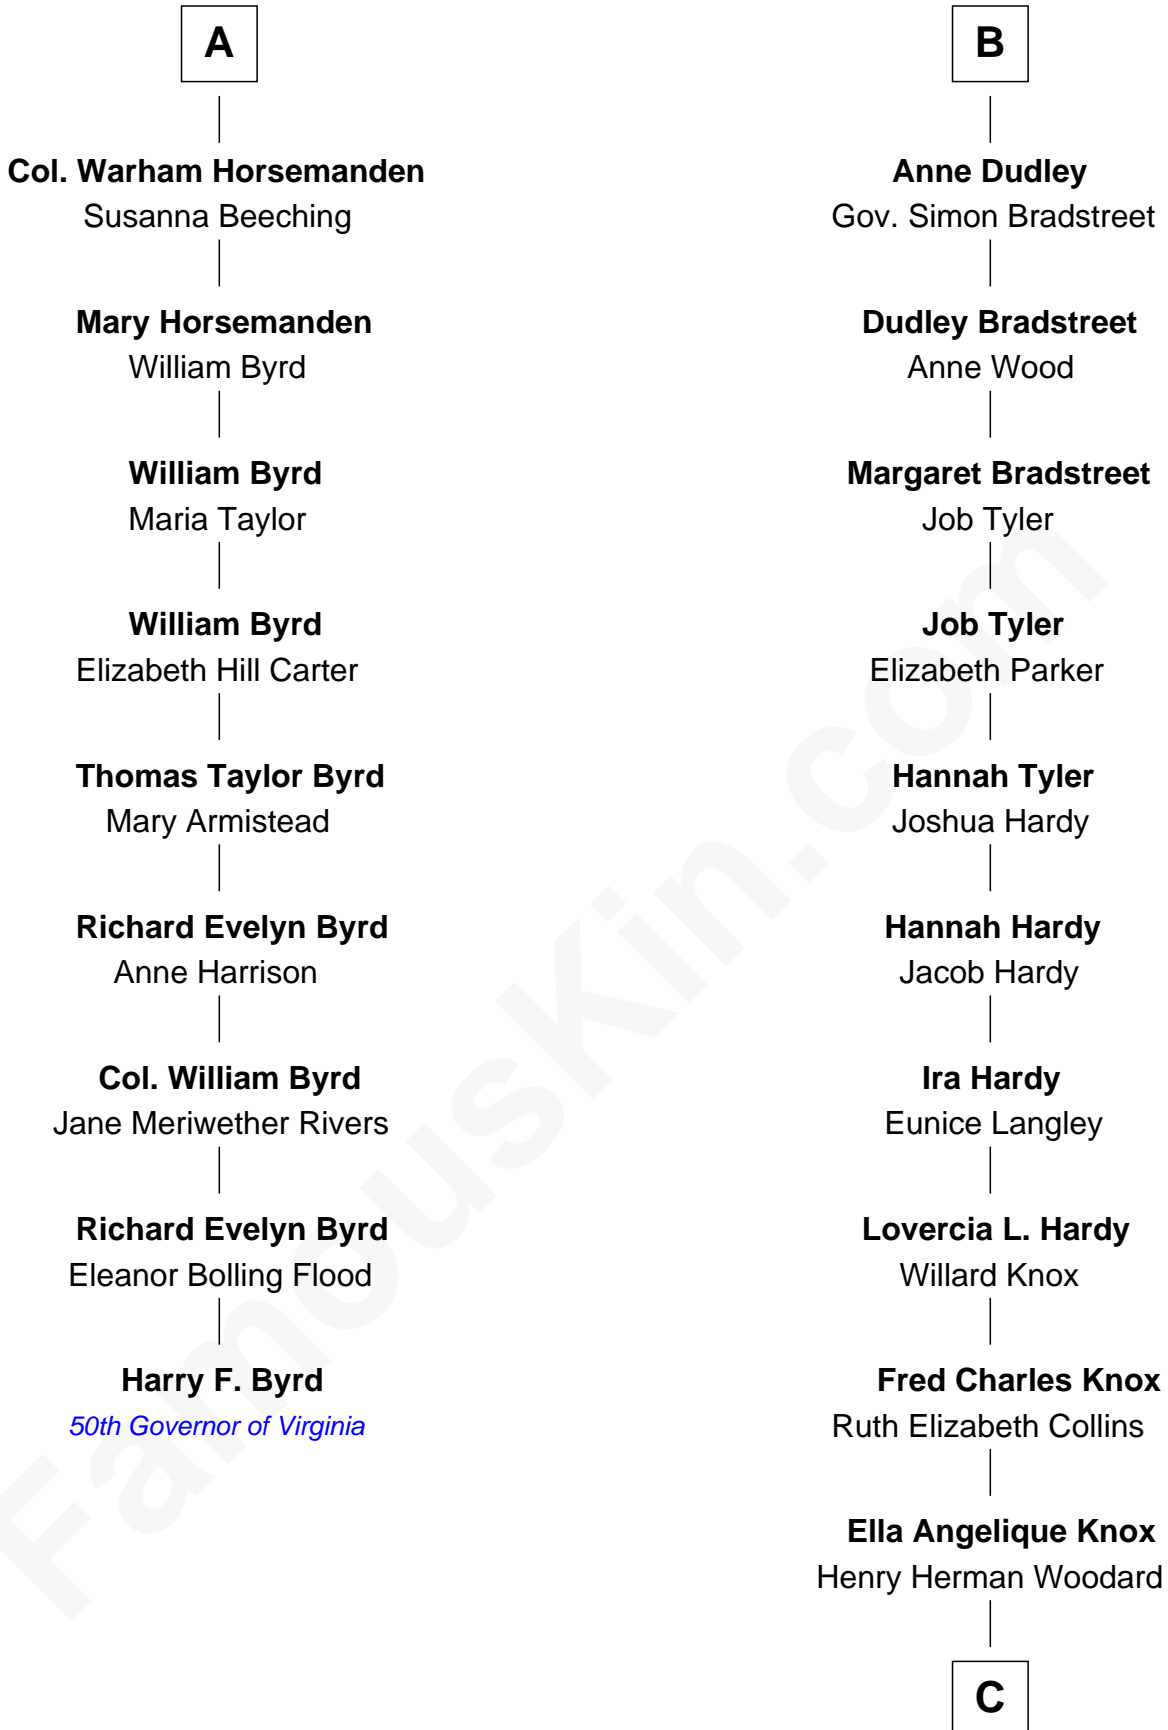 A
Col. Warham Horsemanden
Susanna Beeching
Mary Horsemanden
William Byrd
William Byrd
Maria Taylor
William Byrd
Elizabeth Hill Carter
Thomas Taylor Byrd
Mary Armistead
Richard Evelyn Byrd
Anne Harrison
Col. William Byrd
Jane Meriwether Rivers
Richard Evelyn Byrd
Eleanor Bolling Flood
Harry F. Byrd
50th Governor of Virginia
B
Anne Dudley
Gov. Simon Bradstreet
Dudley Bradstreet
Anne Wood
Margaret Bradstreet
Job Tyler
Job Tyler
Elizabeth Parker
Hannah Tyler
Joshua Hardy
Hannah Hardy
Jacob Hardy
Ira Hardy
Eunice Langley
Lovercia L. Hardy
Willard Knox
Fred Charles Knox
Ruth Elizabeth Collins
Ella Angelique Knox
Henry Herman Woodard
C
FamousKin.com